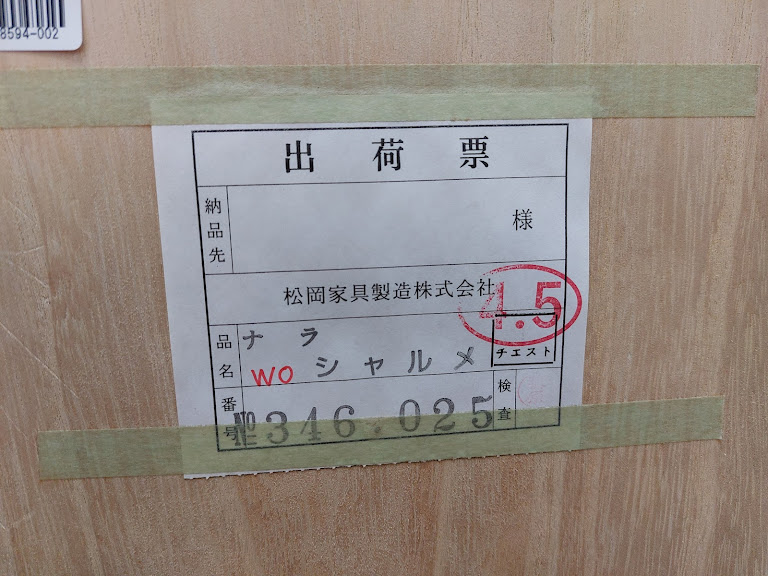 8594-002
出荷票
納品先
様
松岡家具製造株式会社
4.5
品名
ナラ
WO シャルメ
チェスト
番号
№346.025
検査